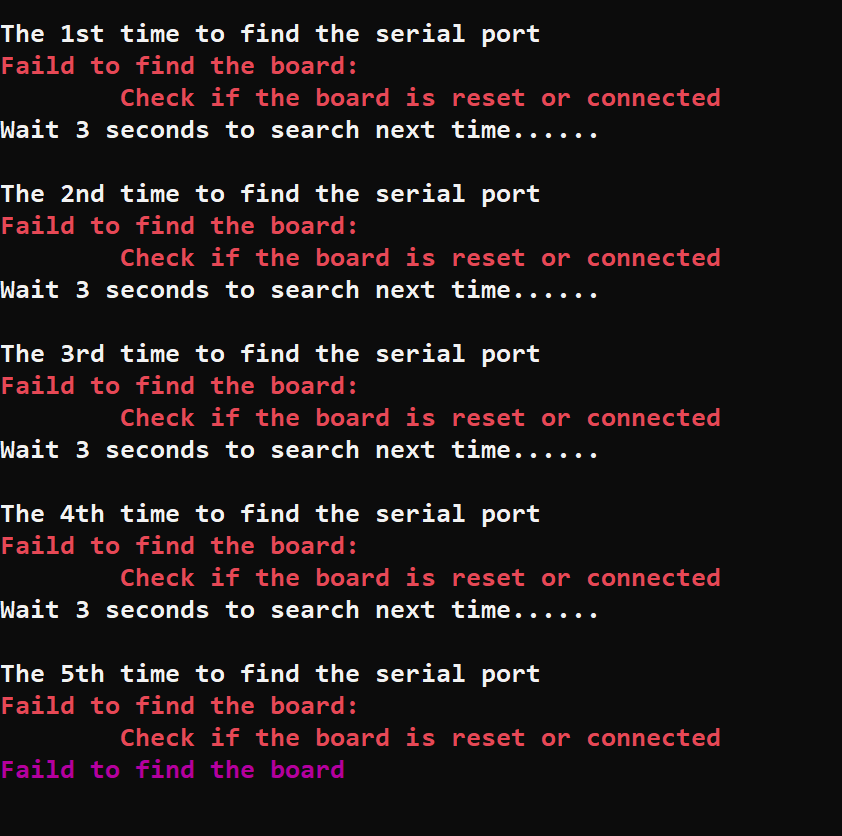 The 1st time to find the serial port
Faild to find the board:
Check if the board is reset or connected
Wait 3 seconds to search next time......
The 2nd time to find the serial port
Faild to find the board:
Check if the board is reset or connected
Wait 3 seconds to search next time......
The 3rd time to find the serial port
Faild to find the board:
Check if the board is reset or connected
Wait 3 seconds to search next time......
The 4th time to find the serial port
Faild to find the board:
Check if the board is reset or connected
Wait 3 seconds to search next time......
The 5th time to find the serial port
Faild to find the board:
Check if the board is reset or connected
Faild to find the board